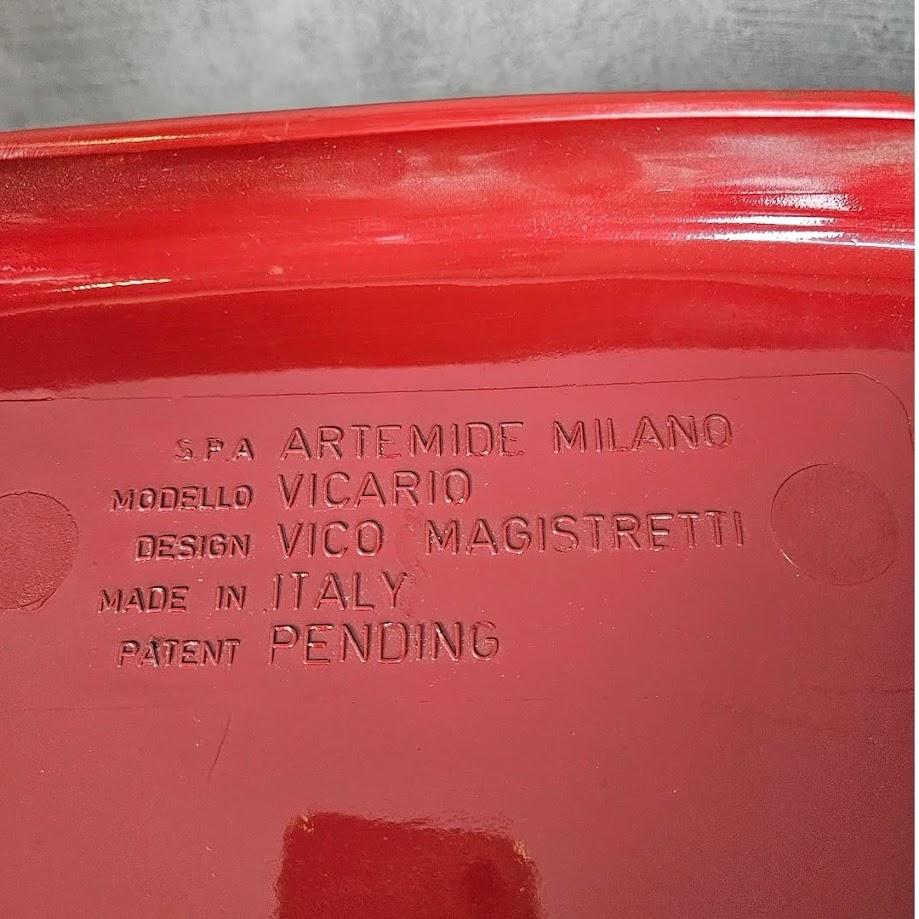 S.P.A ARTEMIDE MILANO
MODELLO VICARIO
DESIGN VICO MAGISTRETTI
MADE IN ITALY
PATENT PENDING